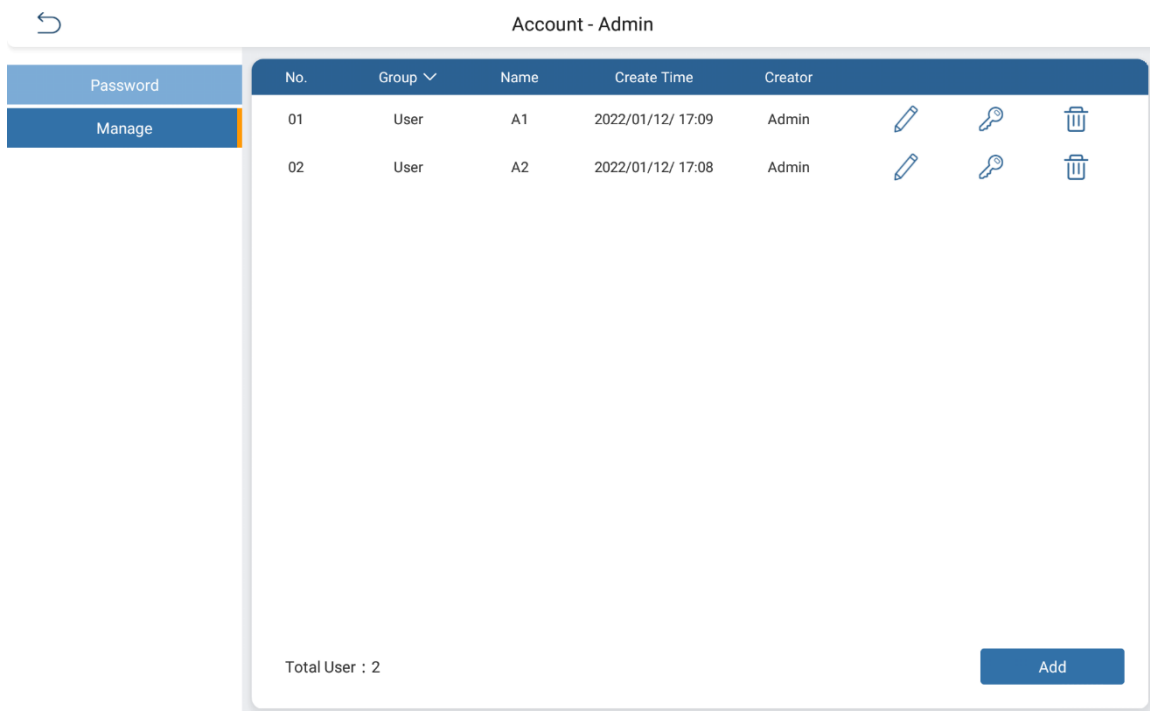 Account - Admin
Password
Manage
No. Group Name Create Time Creator
01 User A1 2022/01/12/ 17:09 Admin
02 User A2 2022/01/12/ 17:08 Admin
Total User : 2
Add